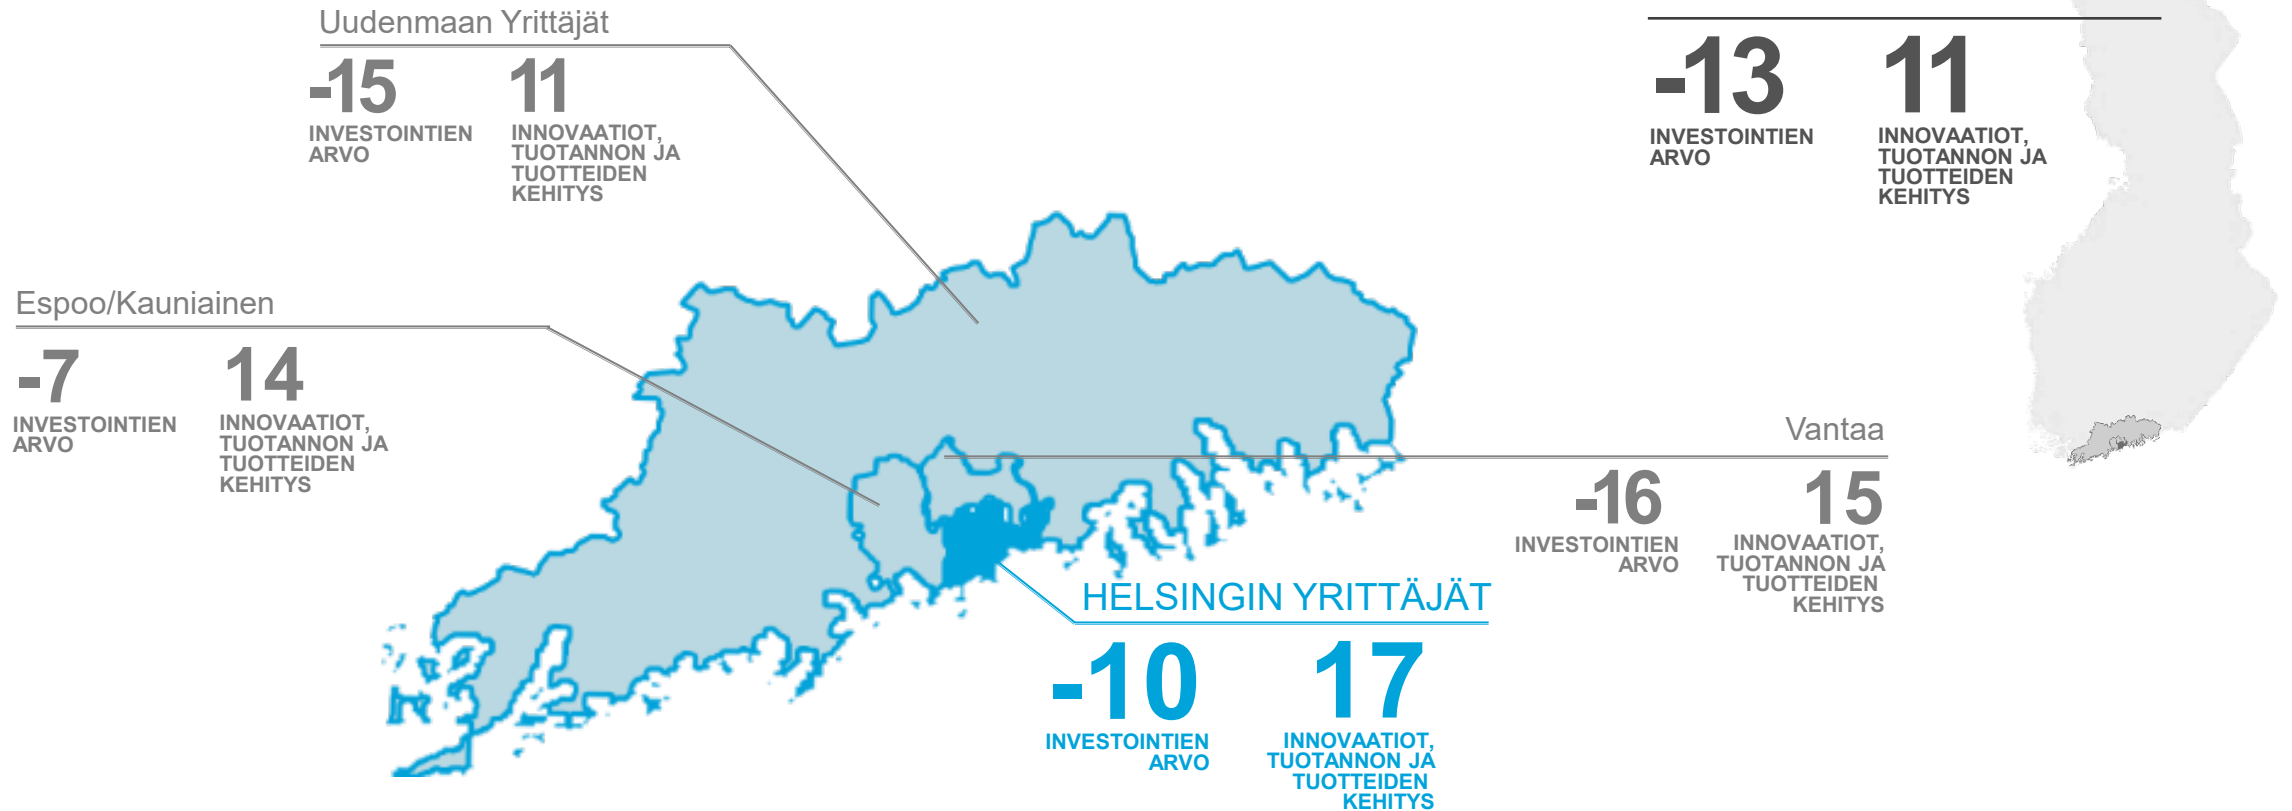 Uudenmaan Yrittäjät
-15
INVESTOINTIEN
ARVO
11
INNOVAATIOT,
TUOTANNON JA
TUOTTEIDEN
KEHITYS
-13
INVESTOINTIEN
ARVO
11
INNOVAATIOT,
TUOTANNON JA
TUOTTEIDEN
KEHITYS
Espoo/Kauniainen
-7
INVESTOINTIEN
ARVO
14
INNOVAATIOT,
TUOTANNON JA
TUOTTEIDEN
KEHITYS
Vantaa
-16
INVESTOINTIEN
ARVO
15
INNOVAATIOT,
TUOTANNON JA
TUOTTEIDEN
KEHITYS
HELSINGIN YRITTÄJÄT
-10
INVESTOINTIEN
ARVO
17
INNOVAATIOT,
TUOTANNON JA
TUOTTEIDEN
KEHITYS